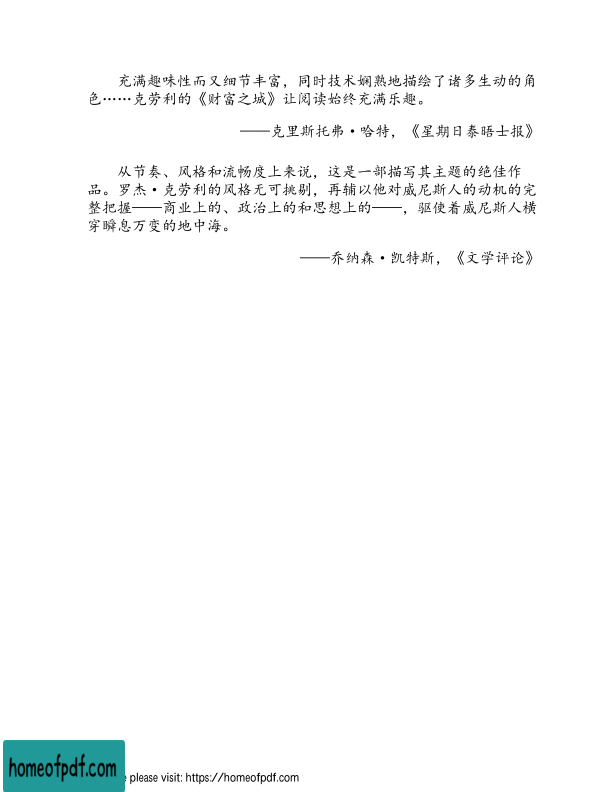 充满趣味性而又细节丰富，同时技术娴熟地描绘了诸多生动的角
色……克劳利的《财富之城》让阅读始终充满乐趣。
——克里斯托弗·哈特，《星期日泰晤士报》
从节奏、风格和流畅度上来说，这是一部描写其主题的绝佳作
品。罗杰·克劳利的风格无可挑剔，再辅以他对威尼斯人的动机的完
整把握——商业上的、政治上的和思想上的——，驱使着威尼斯人横
穿瞬息万变的地中海。
——乔纳森·凯特斯，《文学评论》
homeofpdf.com
e please visit: https://homeofpdf.com